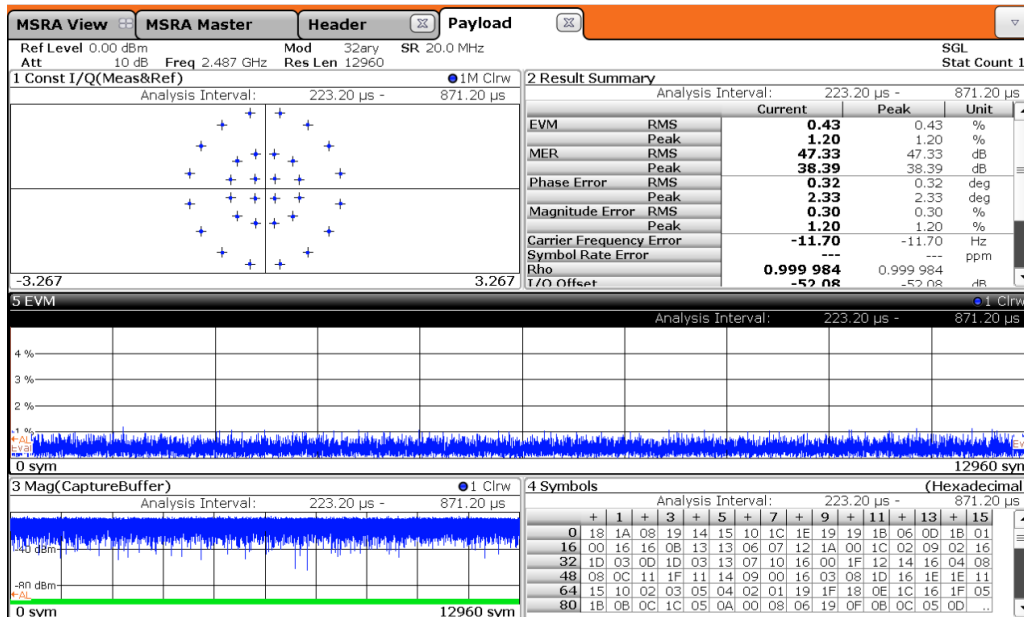 MSRA View MSRA Master Header Payload
Ref Level 0.00 dBm Mod 32ary SR 20.0 MHz SGL
Att 10 dB Freq 2.487 GHz Res Len 12960 Stat Count 1
1 Const I/Q(Meas&Ref) 1M Clrw
Analysis Interval: 223.20 µs - 871.20 µs
-3.267 3.267
2 Result Summary
Analysis Interval: 223.20 µs - 871.20 µs
Current Peak Unit
EVM RMS 0.43 0.43 %
Peak 1.20 1.20 %
MER RMS 47.33 47.33 dB
Peak 38.39 38.39 dB
Phase Error RMS 0.32 0.32 deg
Peak 2.33 2.33 deg
Magnitude Error RMS 0.30 0.30 %
Peak 1.20 1.20 %
Carrier Frequency Error -11.70 -11.70 Hz
Symbol Rate Error --- --- ppm
Rho 0.999 984 0.999 984
I/Q Offset -52.08 -52.08 dB
5 EVM 1 Clrw
Analysis Interval: 223.20 µs - 871.20 µs
4 %
3 %
2 %
1 %
AL
Eval
0 sym 12960 sym
3 Mag(CaptureBuffer) 1 Clrw
Analysis Interval: 223.20 µs - 871.20 µs
-40 dBm
-80 dBm
AL
0 sym 12960 sym
4 Symbols (Hexadecimal
Analysis Interval: 223.20 µs - 871.20 µs
+ 1 + 3 + 5 + 7 + 9 + 11 + 13 + 15
0 18 1A 08 19 14 15 10 1C 1E 19 19 1B 06 0D 1B 01
16 00 16 16 0B 13 13 06 07 12 1A 00 1C 02 09 02 16
32 1D 03 0D 1D 03 13 07 10 16 00 1F 12 14 16 04 08
48 08 0C 11 1F 11 14 09 00 16 03 08 1D 16 1E 1E 11
64 15 10 02 03 05 04 02 01 19 1F 18 0E 1C 16 1F 05
80 1B 0B 0C 1C 05 0A 00 08 06 19 0F 0B 0C 05 0D ..